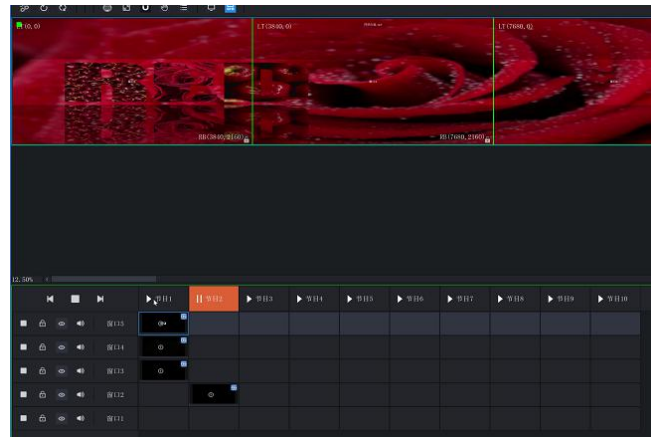 (0, 0)
LT(3840, 0)
LT(7680, 0)
RB(3840, 2160)
RB(7680, 2160)
12.50%
节目1
节目2
节目3
节目4
节目5
节目6
节目7
节目8
节目9
节目10
窗口5
窗口4
窗口3
窗口2
窗口1